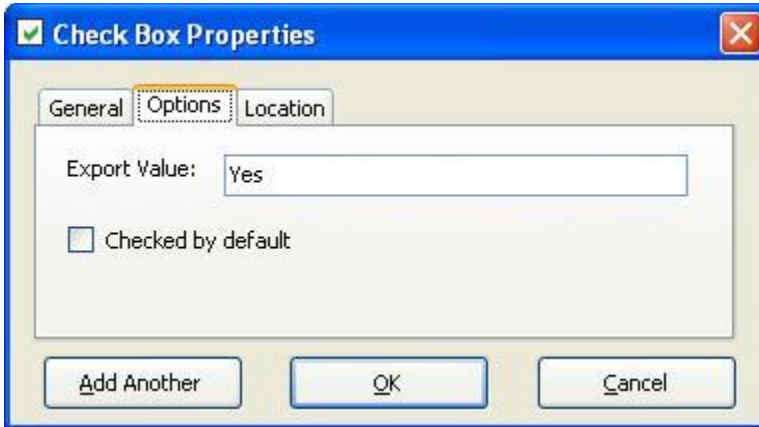 Check Box Properties
General Options Location
Export Value: Yes
Checked by default
Add Another OK Cancel